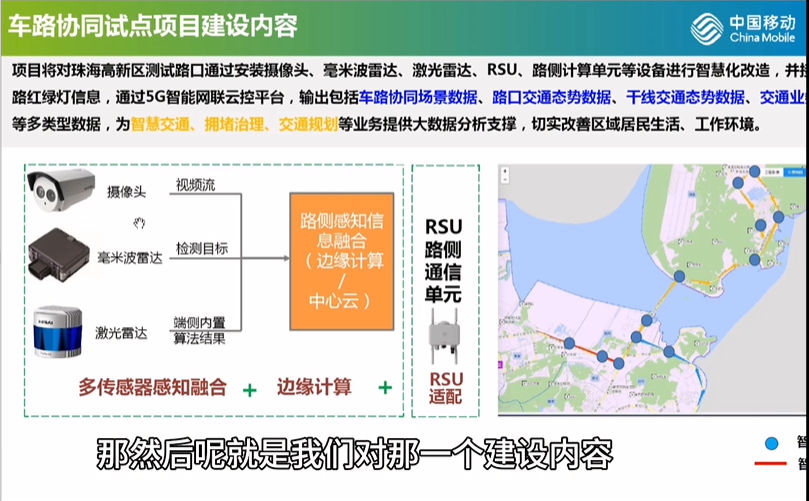 车路协同试点项目建设内容
中国移动
China Mobile
项目将对珠海高新区测试路口通过安装摄像头、毫米波雷达、激光雷达、RSU、路侧计算单元等设备进行智慧化改造，并接
路红绿灯信息，通过5G智能网联云控平台，输出包括车路协同场景数据、路口交通态势数据、干线交通态势数据、交通业
等多类型数据，为智慧交通、拥堵治理、交通规划等业务提供大数据分析支撑，切实改善区域居民生活、工作环境。
摄像头
视频流
毫米波雷达
检测目标
激光雷达
端侧内置
算法结果
路侧感知信
息融合
（边缘计算
/
中心云）
多传感器感知融合 + 边缘计算 +
RSU
路侧
通信
单元
RSU
适配
智
智
那然后呢就是我们对那一个建设内容